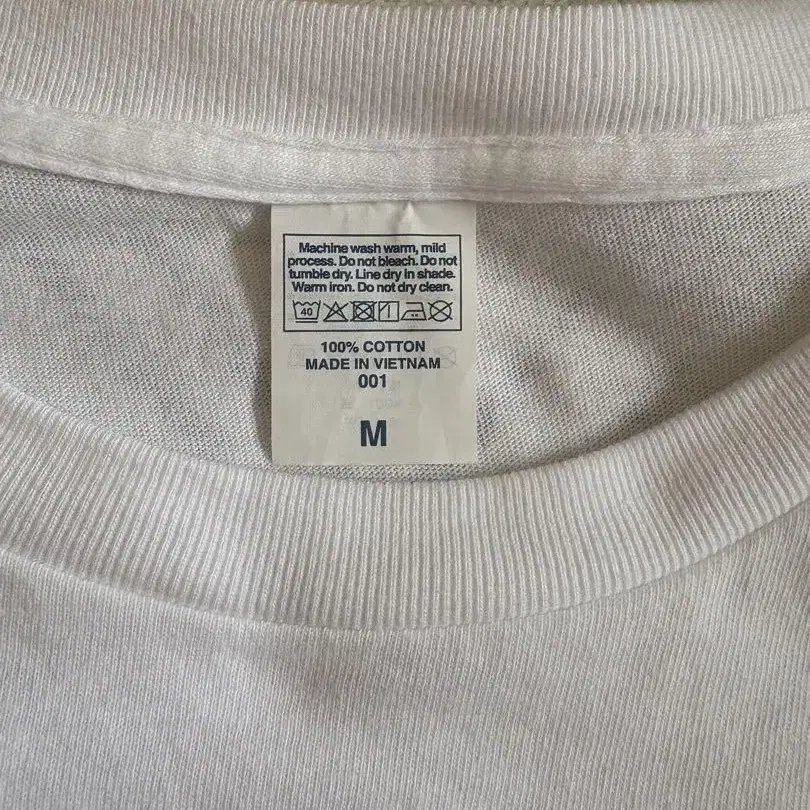 Machine wash warm, mild
process. Do not bleach. Do not
tumble dry. Line dry in shade.
Warm iron. Do not dry clean.
40
100% COTTON
MADE IN VIETNAM
001
M